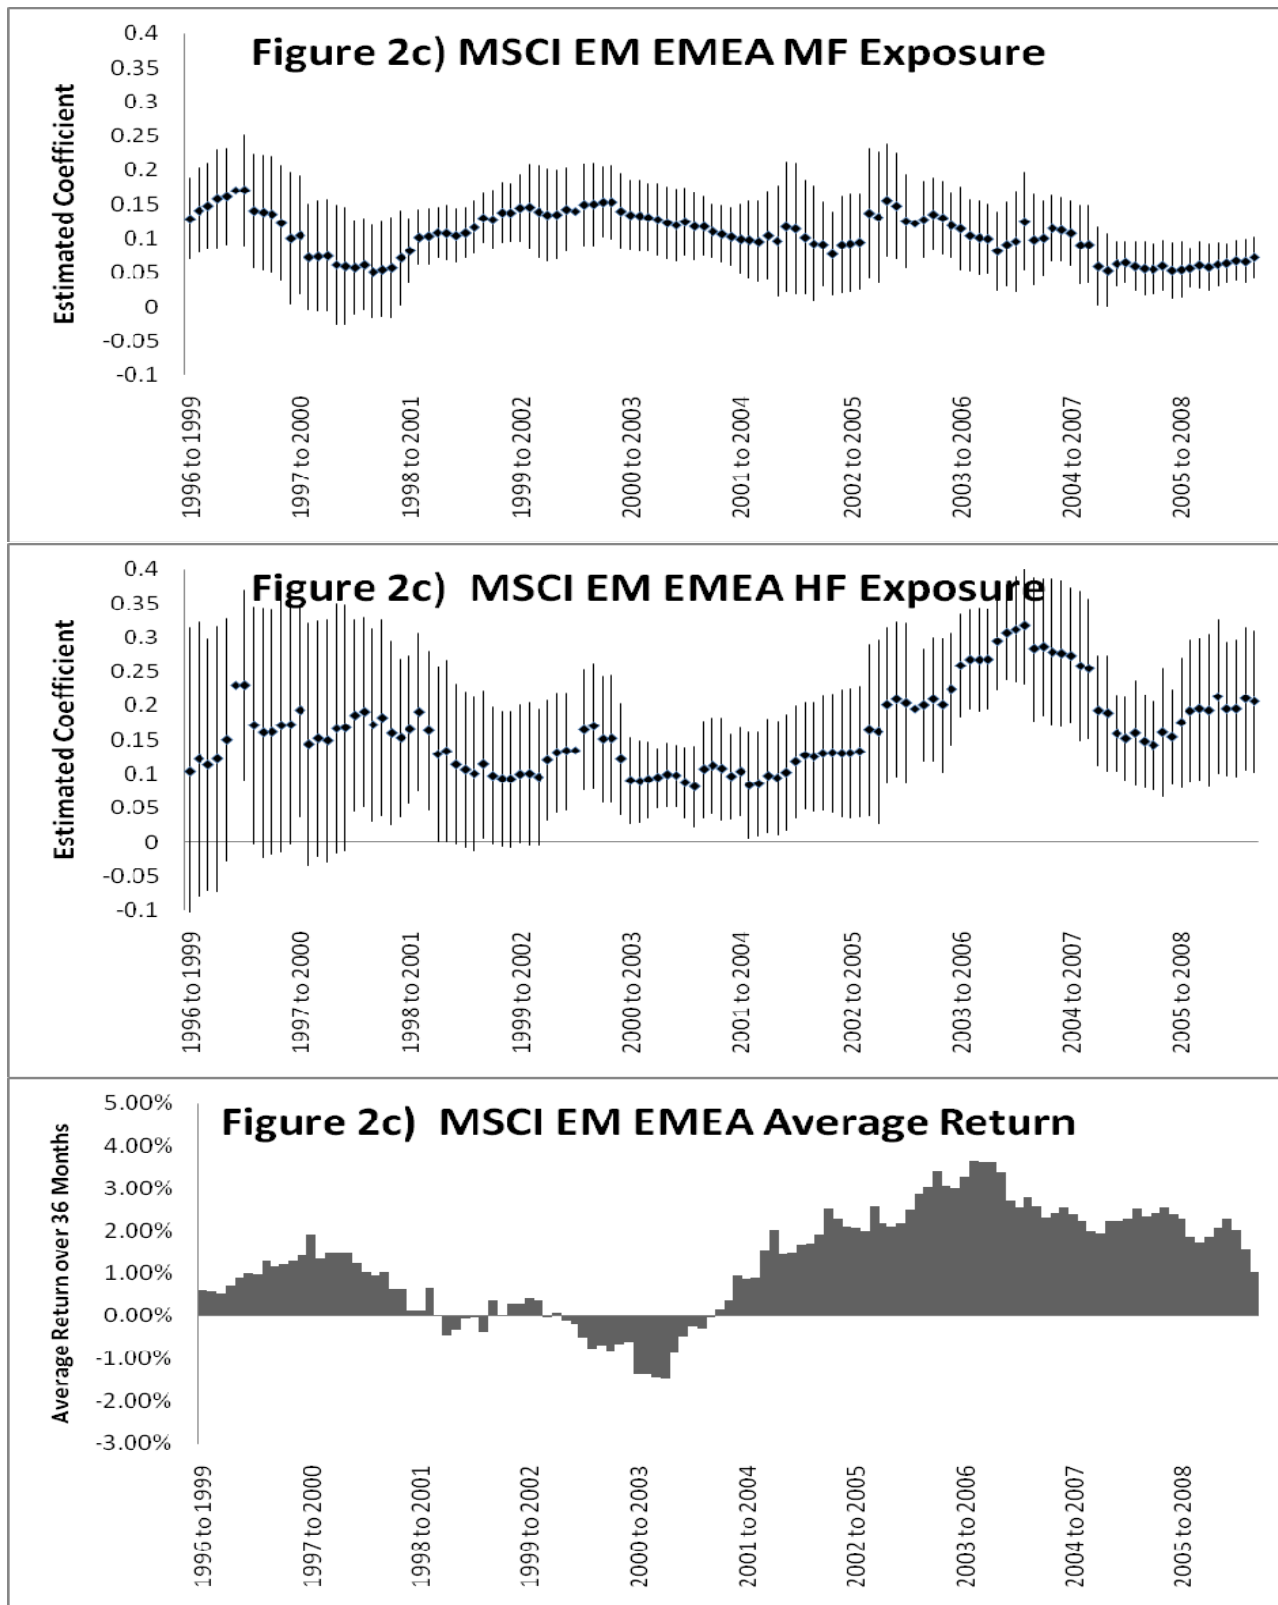 Figure 2c) MSCI EM EMEA MF Exposure
Estimated Coefficient
0.4
0.35
0.3
0.25
0.2
0.15
0.1
0.05
0
-0.05
-0.1
1996 to 1999
1997 to 2000
1998 to 2001
1999 to 2002
2000 to 2003
2001 to 2004
2002 to 2005
2003 to 2006
2004 to 2007
2005 to 2008
Figure 2c) MSCI EM EMEA HF Exposure
Estimated Coefficient
0.4
0.35
0.3
0.25
0.2
0.15
0.1
0.05
0
-0.05
-0.1
1996 to 1999
1997 to 2000
1998 to 2001
1999 to 2002
2000 to 2003
2001 to 2004
2002 to 2005
2003 to 2006
2004 to 2007
2005 to 2008
Figure 2c) MSCI EM EMEA Average Return
Average Return over 36 Months
5.00%
4.00%
3.00%
2.00%
1.00%
0.00%
-1.00%
-2.00%
-3.00%
1996 to 1999
1997 to 2000
1998 to 2001
1999 to 2002
2000 to 2003
2001 to 2004
2002 to 2005
2003 to 2006
2004 to 2007
2005 to 2008